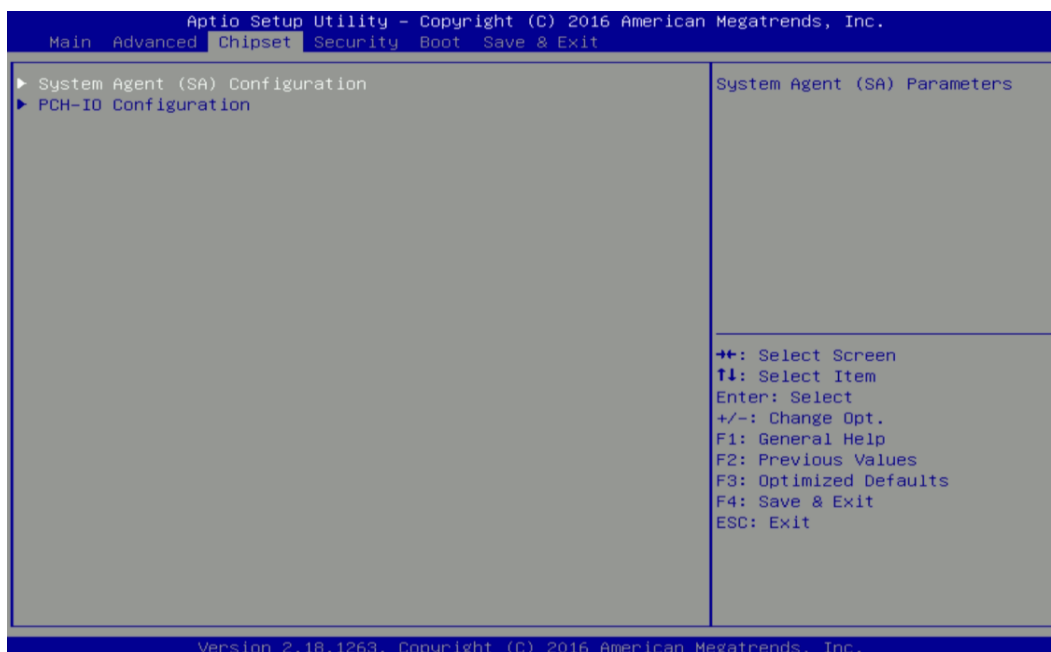 Aptio Setup Utility – Copyright (C) 2016 American Megatrends, Inc.
Main Advanced Chipset Security Boot Save & Exit
▶ System Agent (SA) Configuration
▶ PCH-IO Configuration
System Agent (SA) Parameters
→←: Select Screen
↑↓: Select Item
Enter: Select
+/-: Change Opt.
F1: General Help
F2: Previous Values
F3: Optimized Defaults
F4: Save & Exit
ESC: Exit
Version 2.18.1263. Copyright (C) 2016 American Megatrends, Inc.